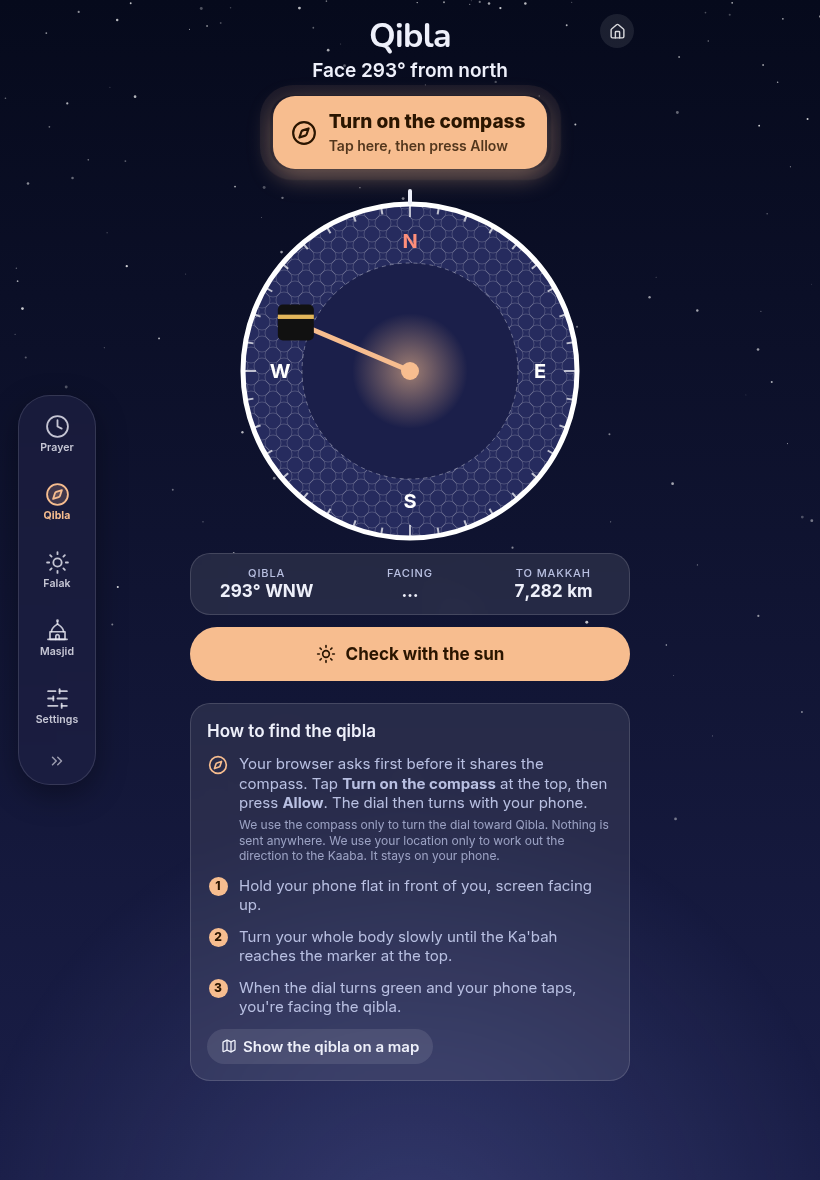 Qibla
Face 293° from north
Turn on the compass
Tap here, then press Allow
N
W
E
S
Prayer
Qibla
Falak
Masjid
Settings
QIBLA
293° WNW
FACING
...
TO MAKKAH
7,282 km
Check with the sun
How to find the qibla
Your browser asks first before it shares the
compass. Tap Turn on the compass at the top, then
press Allow. The dial then turns with your phone.
We use the compass only to turn the dial toward Qibla. Nothing is
sent anywhere. We use your location only to work out the
direction to the Kaaba. It stays on your phone.
1 Hold your phone flat in front of you, screen facing
up.
2 Turn your whole body slowly until the Ka'bah
reaches the marker at the top.
3 When the dial turns green and your phone taps,
you're facing the qibla.
Show the qibla on a map